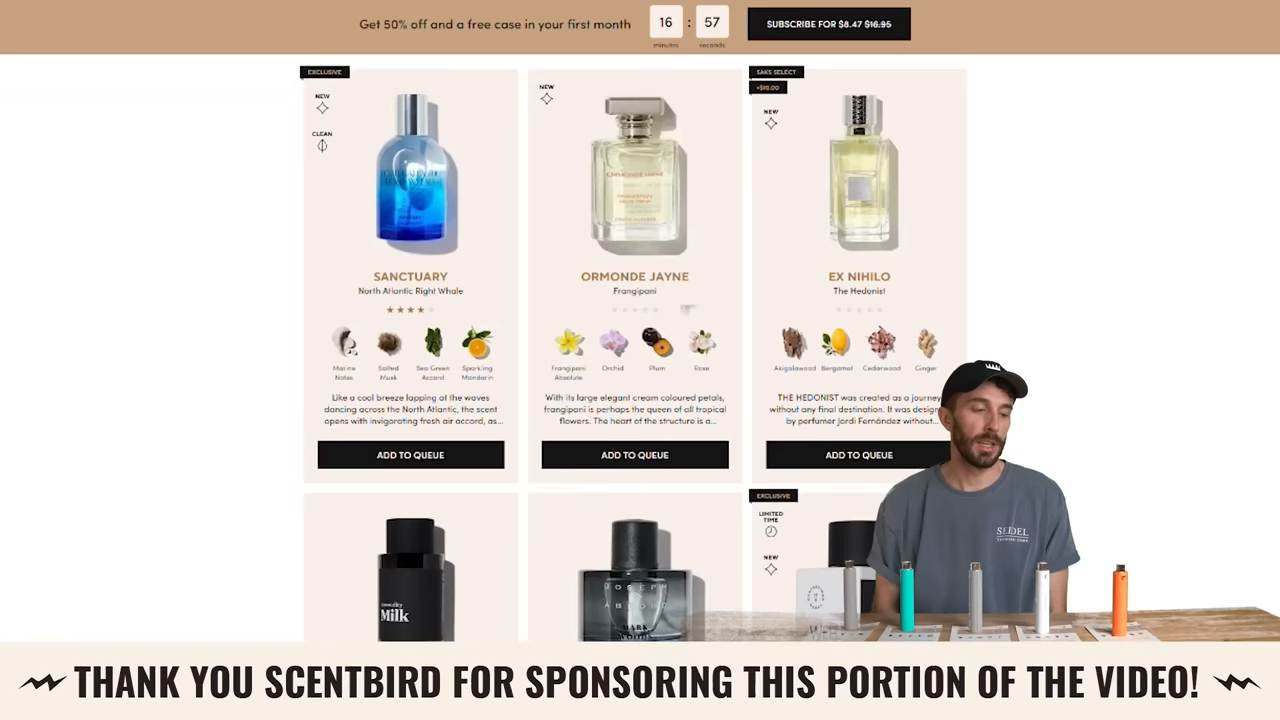 Get 50% off and a free case in your first month
16 : 57
minutes seconds
SUBSCRIBE FOR $8.47 $16.95
EXCLUSIVE
NEW
CLEAN
SANCTUARY
North Atlantic Right Whale
Marine Notes
Salted Musk
Sea Green Accord
Sparkling Mandarin
Like a cool breeze lapping at the waves
dancing across the North Atlantic, the scent
opens with invigorating fresh air accord, as...
ADD TO QUEUE
NEW
ORMONDE JAYNE
ORMONDE JAYNE
Frangipani
Frangipani Absolute
Orchid
Plum
Rose
With its large elegant cream coloured petals,
frangipani is perhaps the queen of all tropical
flowers. The heart of the structure is a...
ADD TO QUEUE
SAKS SELECT
NEW
EX NIHILO
The Hedonist
Akigalawood
Bergamot
Cedarwood
Ginger
THE HEDONIST was created as a journey
without any final destination. It was design
by perfumer Jordi Fernández without...
ADD TO QUEUE
Milk
EXCLUSIVE
LIMITED
TIME
NEW
SEIDEL
THANK YOU SCENTBIRD FOR SPONSORING THIS PORTION OF THE VIDEO!